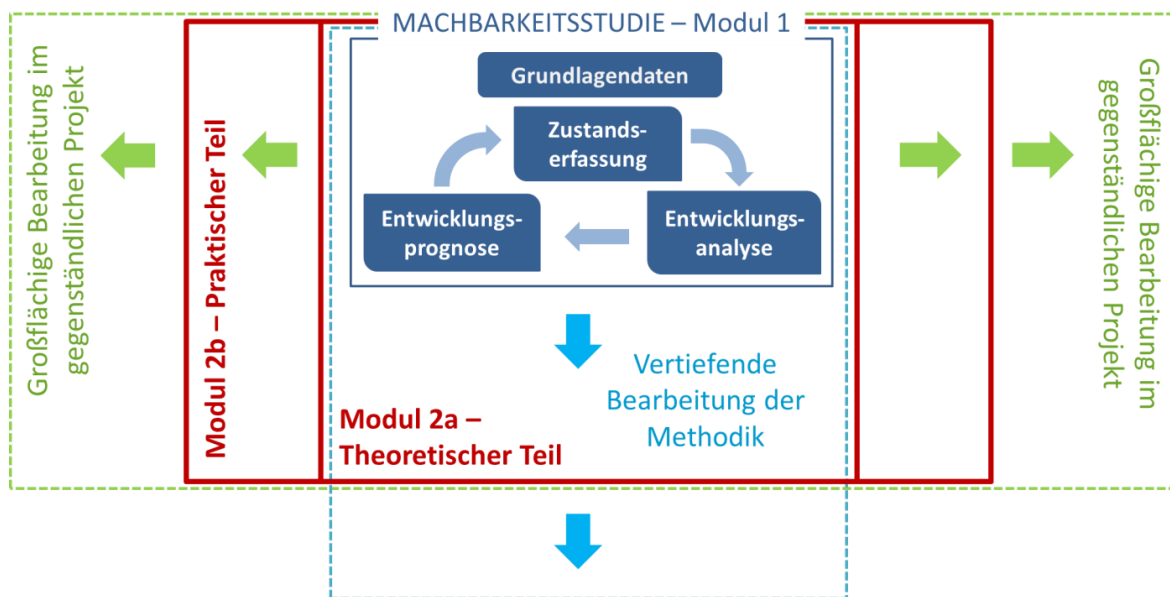 MACHBARKEITSSTUDIE – Modul 1
Grundlagendaten
Zustands-
erfassung
Entwicklungs-
prognose
Entwicklungs-
analyse
Großflächige Bearbeitung im
gegenständlichen Projekt
Modul 2b – Praktischer Teil
Modul 2a –
Theoretischer Teil
Vertiefende
Bearbeitung der
Methodik
Großflächige Bearbeitung im
gegenständlichen Projekt